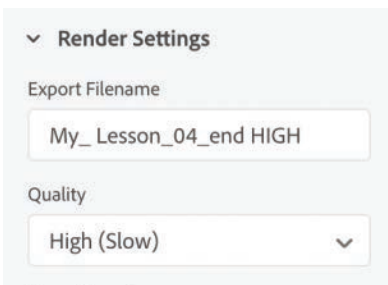 Render Settings
Export Filename
My_ Lesson_04_end HIGH
Quality
High (Slow)